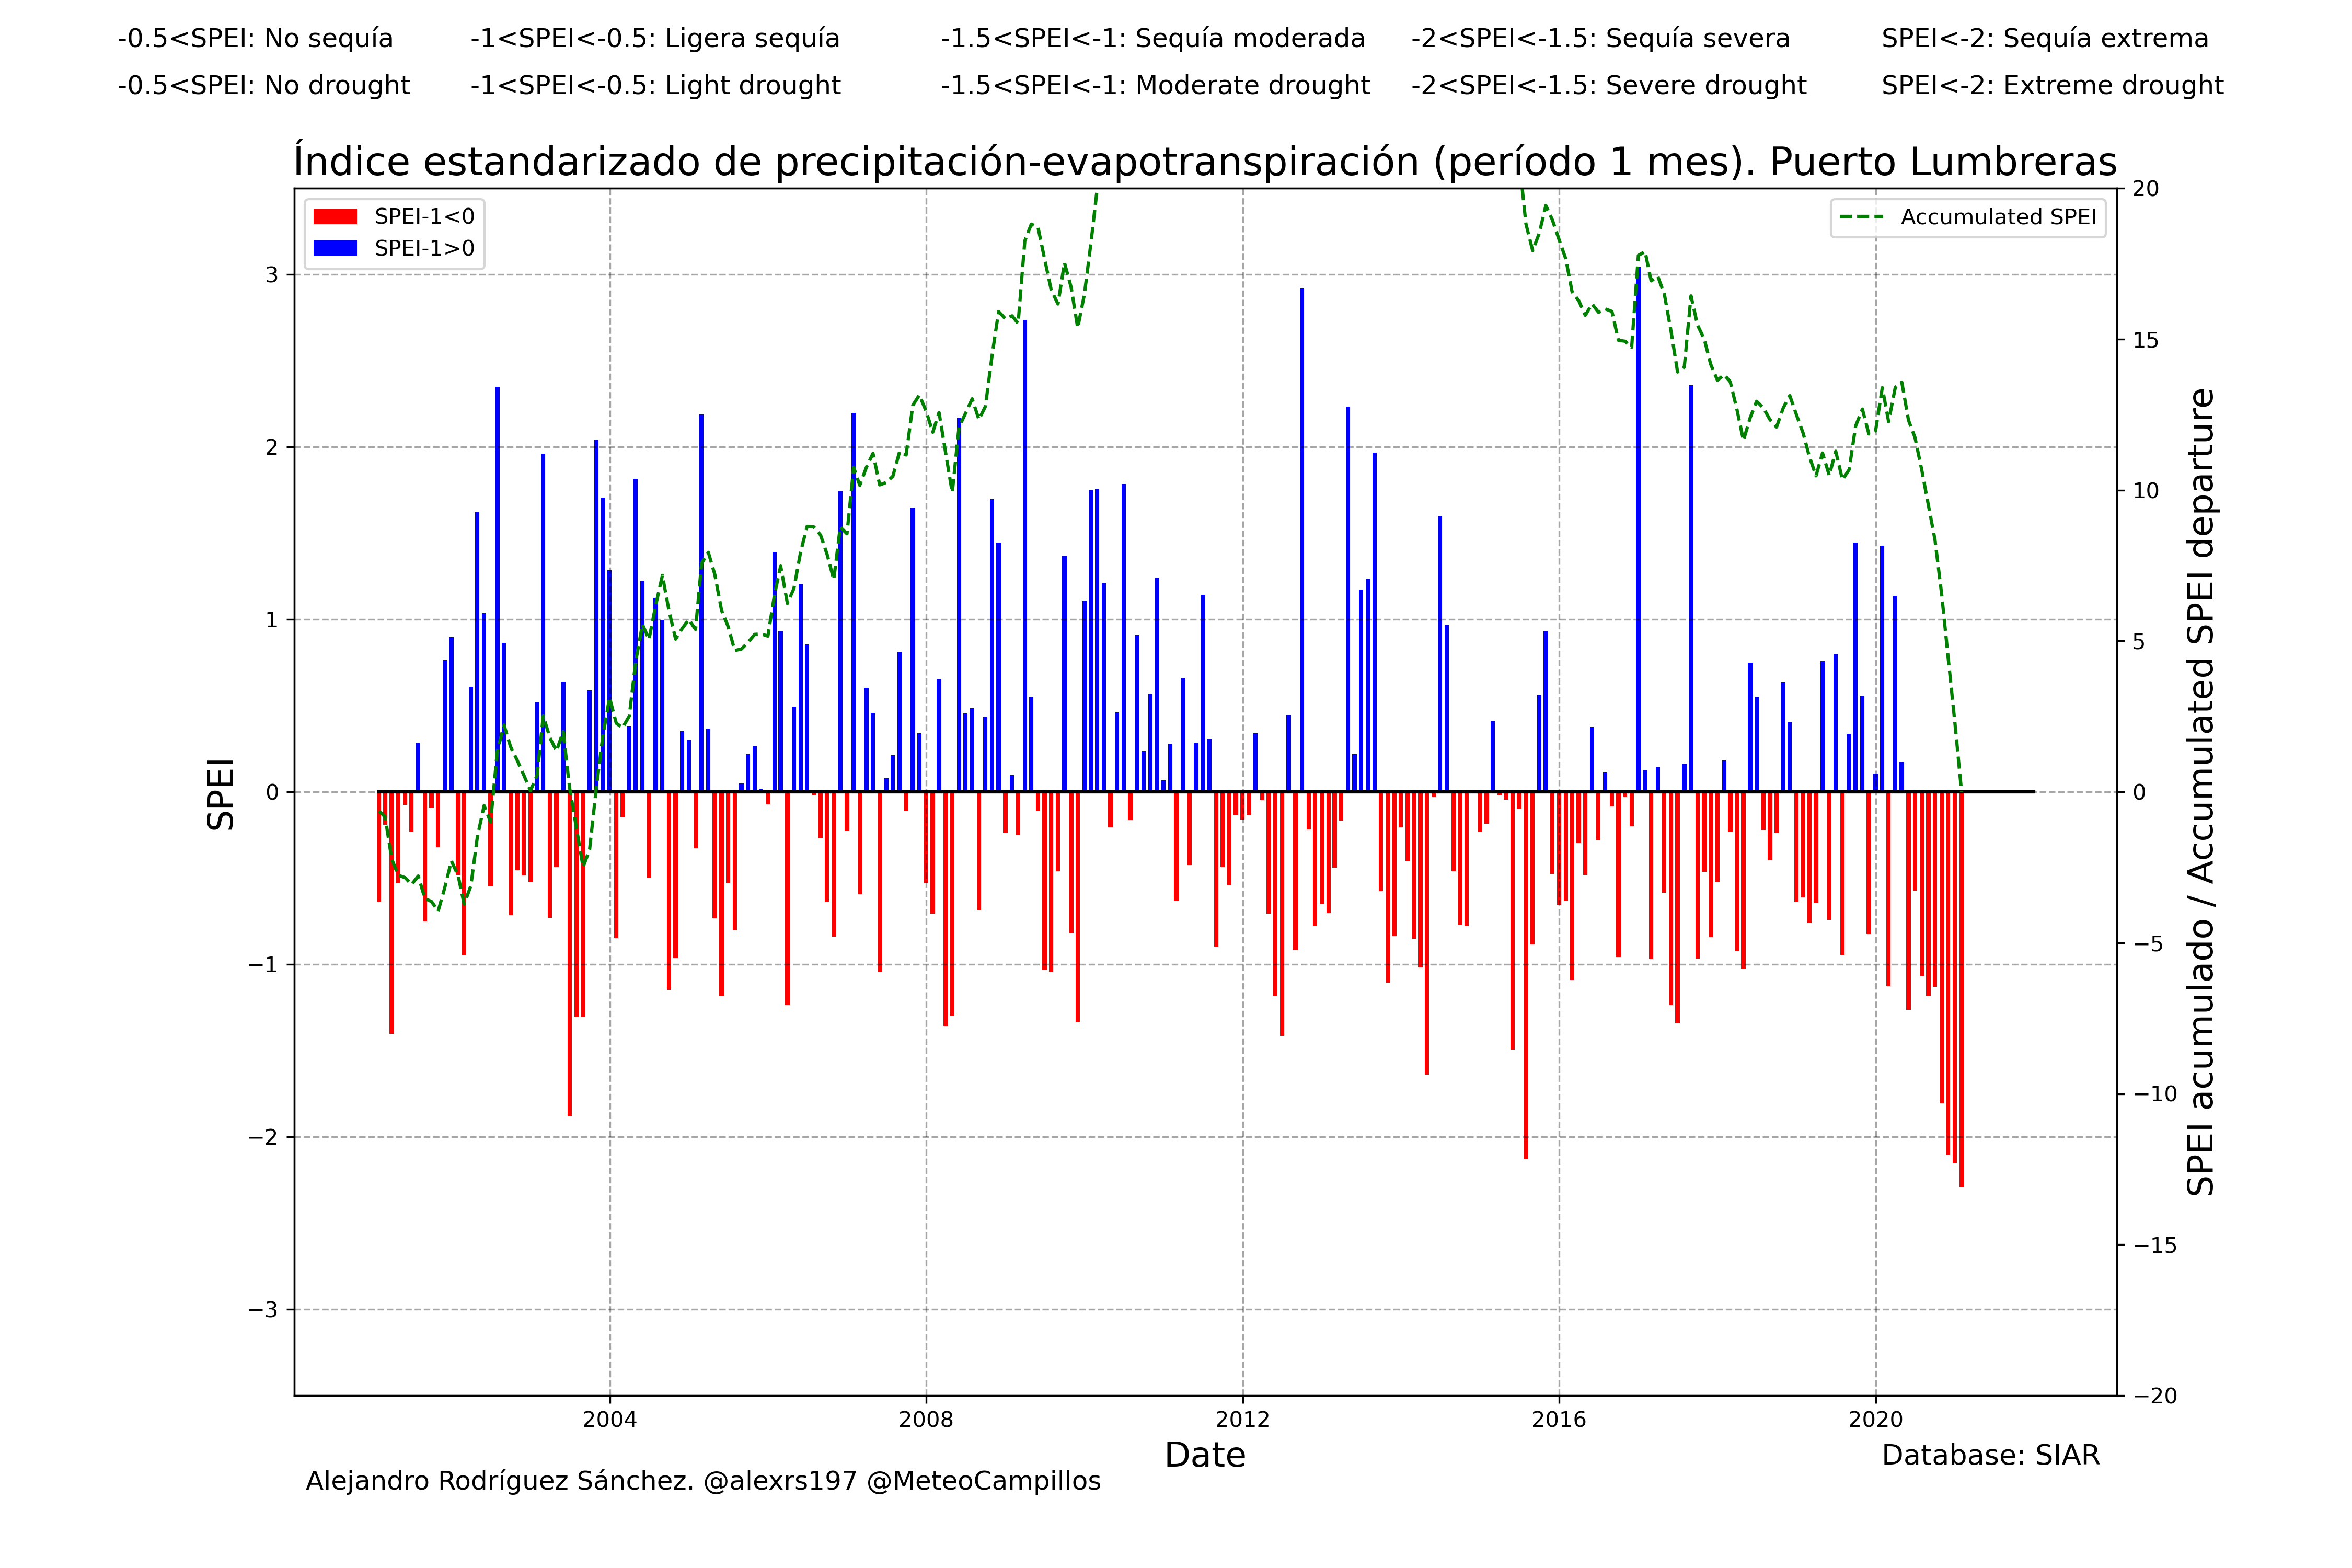 -0.5<SPEI: No sequía -1<SPEI<-0.5: Ligera sequía -1.5<SPEI<-1: Sequía moderada -2<SPEI<-1.5: Sequía severa SPEI<-2: Sequía extrema
-0.5<SPEI: No drought -1<SPEI<-0.5: Light drought -1.5<SPEI<-1: Moderate drought -2<SPEI<-1.5: Severe drought SPEI<-2: Extreme drought
Índice estandarizado de precipitación-evapotranspiración (período 1 mes). Puerto Lumbreras
SPEI-1<0
SPEI-1>0
Accumulated SPEI
SPEI
3
2
1
0
−1
−2
−3
20
15
10
5
0
−5
−10
−15
−20
SPEI acumulado / Accumulated SPEI departure
2004 2008 2012 2016 2020
Date
Database: SIAR
Alejandro Rodríguez Sánchez. @alexrs197 @MeteoCampillos